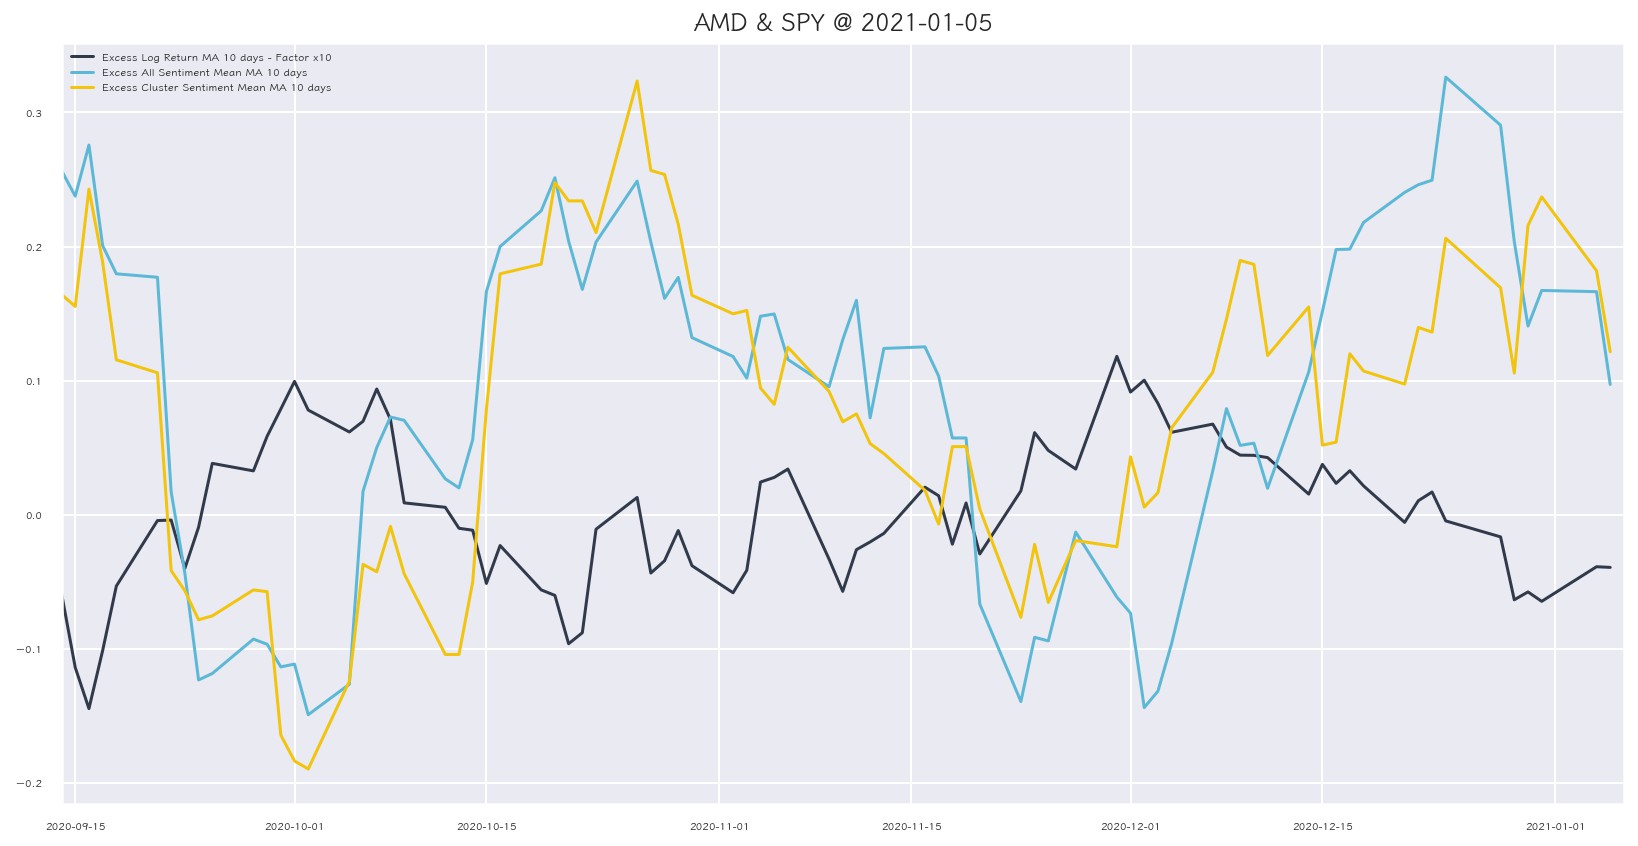 AMD & SPY @ 2021-01-05
Excess Log Return MA 10 days - Factor x10
Excess All Sentiment Mean MA 10 days
Excess Cluster Sentiment Mean MA 10 days
0.3
0.2
0.1
0.0
−0.1
−0.2
2020-09-15 2020-10-01 2020-10-15 2020-11-01 2020-11-15 2020-12-01 2020-12-15 2021-01-01